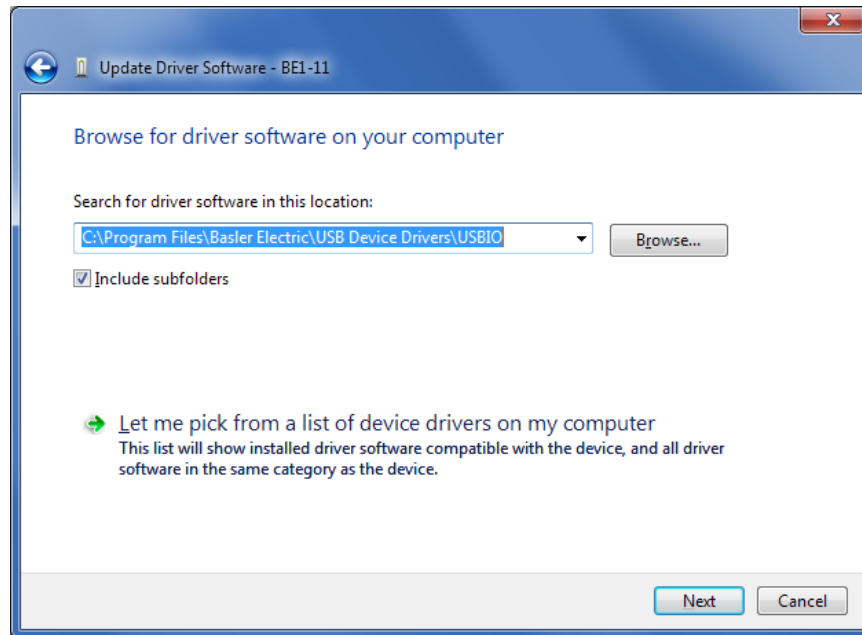 Update Driver Software - BE1-11
Browse for driver software on your computer
Search for driver software in this location:
C:\Program Files\Basler Electric\USB Device Drivers\USBIO
Browse...
Include subfolders
Let me pick from a list of device drivers on my computer
This list will show installed driver software compatible with the device, and all driver
software in the same category as the device.
Next
Cancel